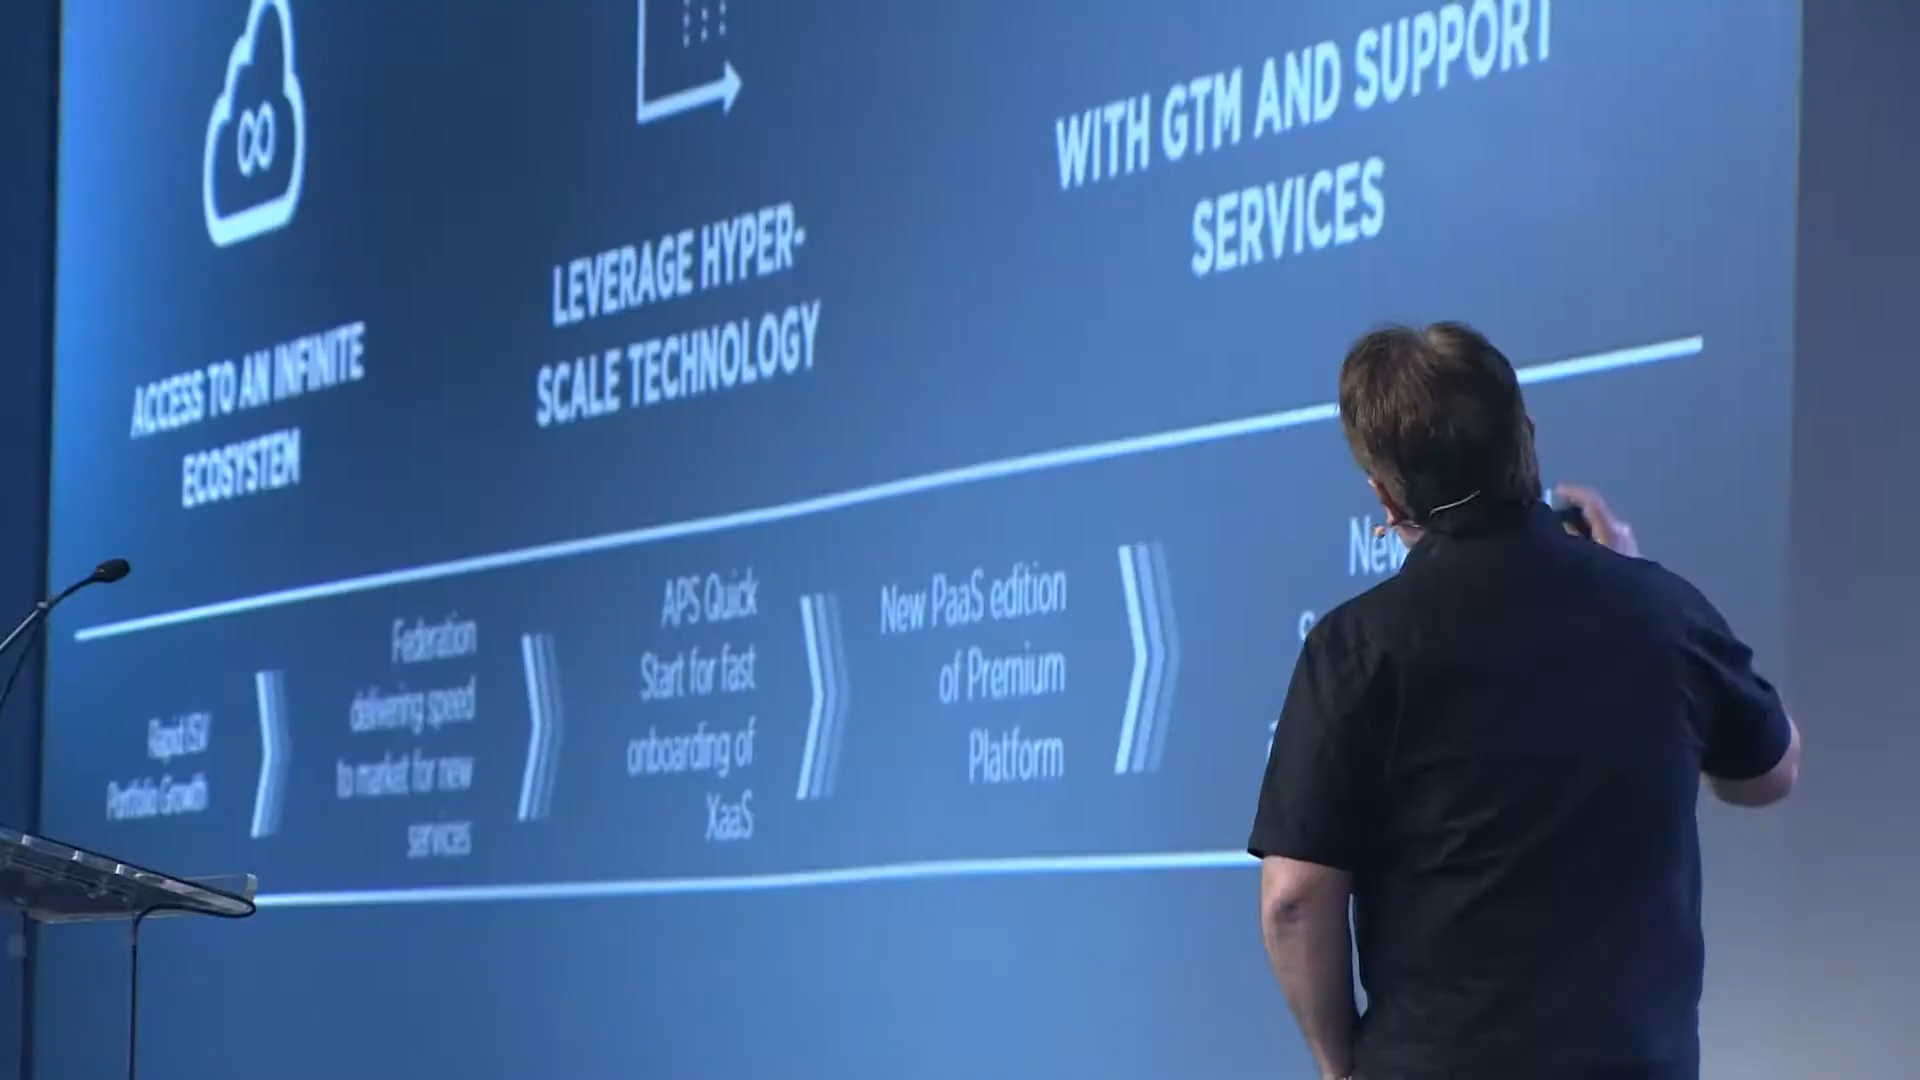 ACCESS TO AN INFINITE
ECOSYSTEM
LEVERAGE HYPER-
SCALE TECHNOLOGY
WITH GTM AND SUPPORT
SERVICES
Rapid ISV
Portfolio Growth
Federation
delivering speed
to market for new
services
APS Quick
Start for fast
onboarding of
XaaS
New PaaS edition
of Premium
Platform
New